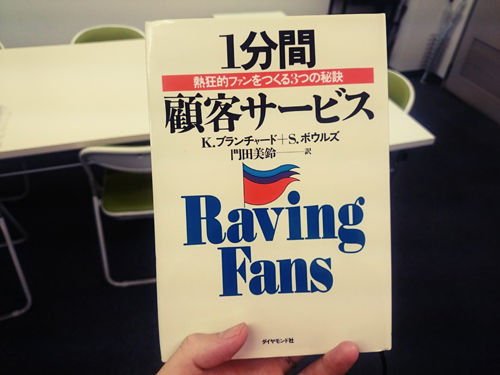 1分間
熱狂的ファンをつくる3つの秘訣
顧客サービス
K.ブランチャード+S.ボウルズ
門田美鈴——訳
Raving
Fans
ダイヤモンド社